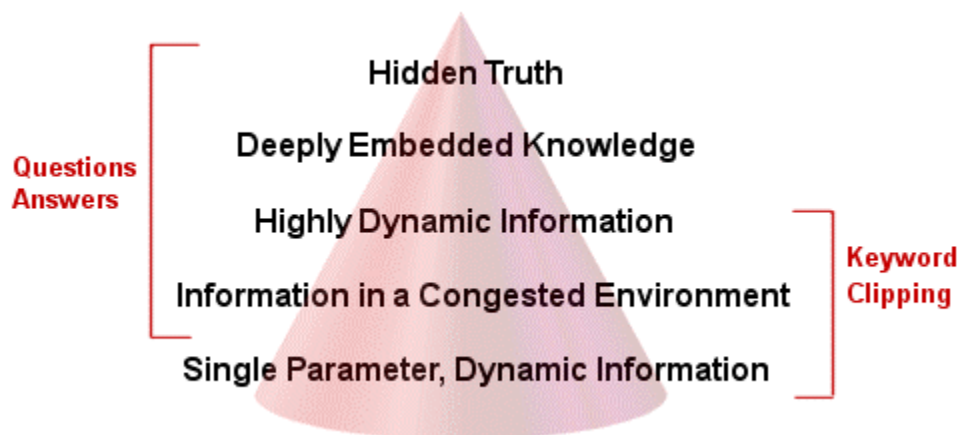 Hidden Truth
Deeply Embedded Knowledge
Questions
Answers
Highly Dynamic Information
Keyword
Clipping
Information in a Congested Environment
Single Parameter, Dynamic Information